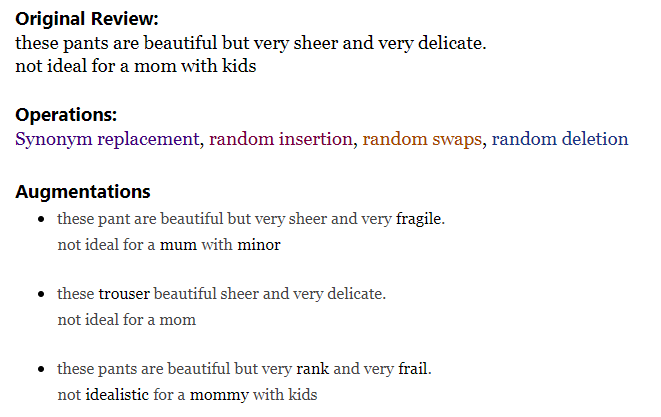 Original Review:
these pants are beautiful but very sheer and very delicate.
not ideal for a mom with kids
Operations:
Synonym replacement, random insertion, random swaps, random deletion
Augmentations
• these pant are beautiful but very sheer and very fragile.
not ideal for a mum with minor
• these trouser beautiful sheer and very delicate.
not ideal for a mom
• these pants are beautiful but very rank and very frail.
not idealistic for a mommy with kids